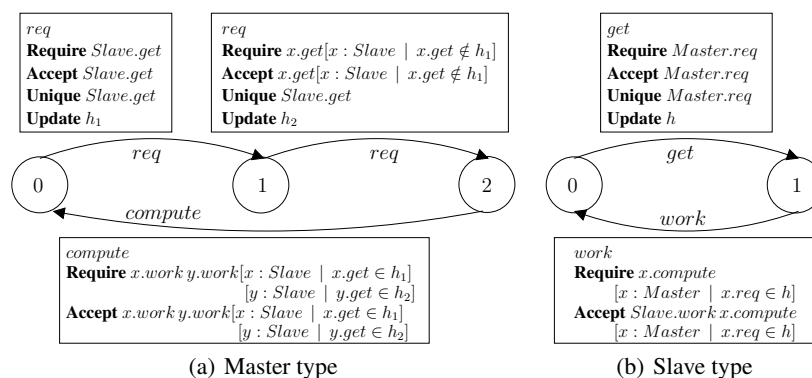 req
Require Slave.get
Accept Slave.get
Unique Slave.get
Update h₁
req
Require x.get[x : Slave | x.get ∉ h₁]
Accept x.get[x : Slave | x.get ∉ h₁]
Unique Slave.get
Update h₂
req
req
0
1
2
compute
compute
Require x.work y.work[x : Slave | x.get ∈ h₁]
[y : Slave | y.get ∈ h₂]
Accept x.work y.work[x : Slave | x.get ∈ h₁]
[y : Slave | y.get ∈ h₂]
(a) Master type
get
Require Master.req
Accept Master.req
Unique Master.req
Update h
get
0
1
work
work
Require x.compute
[x : Master | x.req ∈ h]
Accept Slave.work x.compute
[x : Master | x.req ∈ h]
(b) Slave type